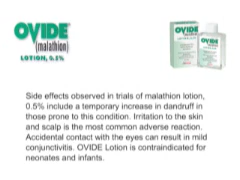 OVIDE
(malathion)
LOTION, 0.5%
OVIDE
Side effects observed in trials of malathion lotion,
0.5% include a temporary increase in dandruff in
those prone to this condition. Irritation to the skin
and scalp is the most common adverse reaction.
Accidental contact with the eyes can result in mild
conjunctivitis. OVIDE Lotion is contraindicated for
neonates and infants.